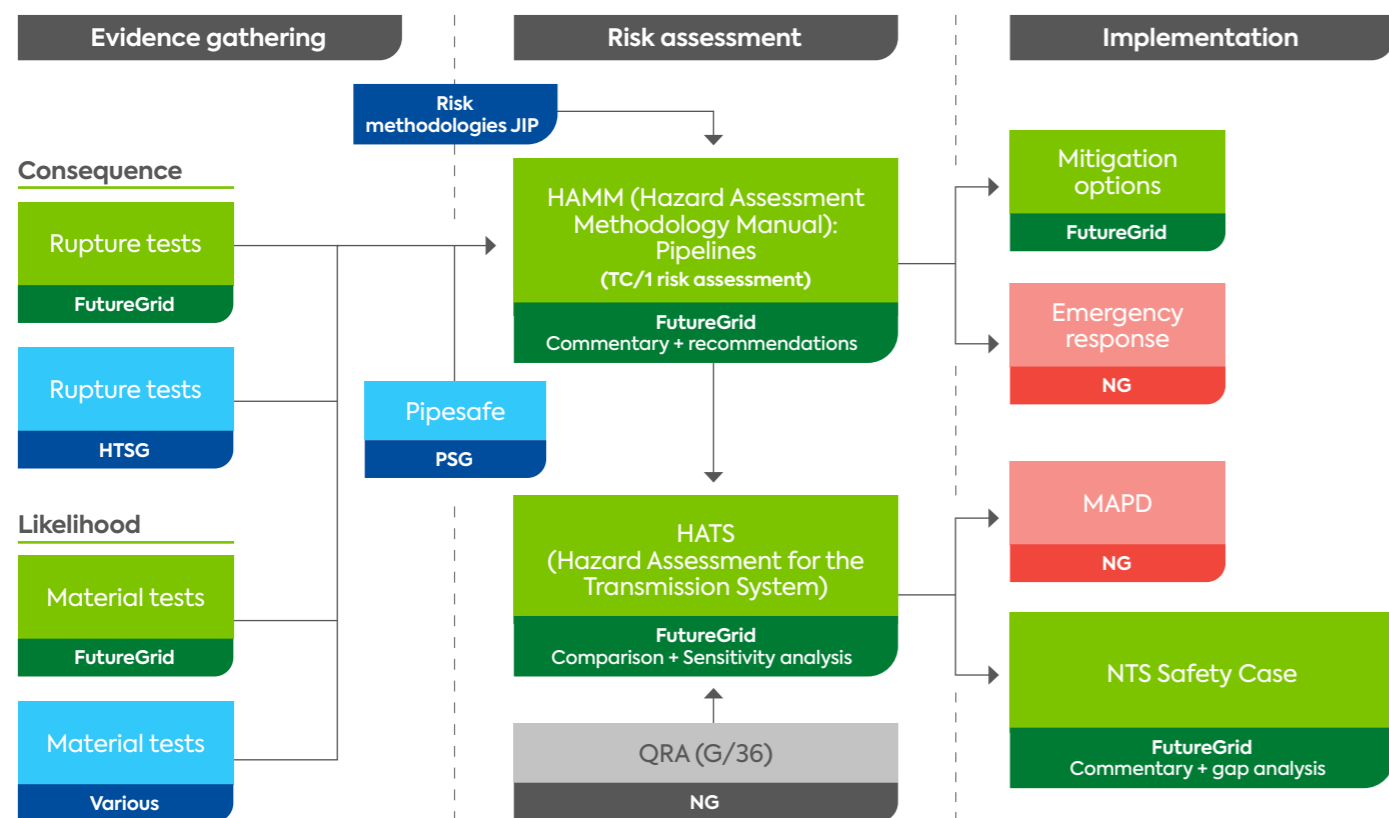 Evidence gathering
Risk assessment
Implementation
Risk
methodologies JIP
Consequence
Rupture tests
FutureGrid
Rupture tests
HTSG
Likelihood
Material tests
FutureGrid
Material tests
Various
Pipesafe
PSG
HAMM (Hazard Assessment
Methodology Manual):
Pipelines
(TC/1 risk assessment)
FutureGrid
Commentary + recommendations
HATS
(Hazard Assessment for the
Transmission System)
FutureGrid
Comparison + Sensitivity analysis
QRA (G/36)
NG
Mitigation
options
FutureGrid
Emergency
response
NG
MAPD
NG
NTS Safety Case
FutureGrid
Commentary + gap analysis